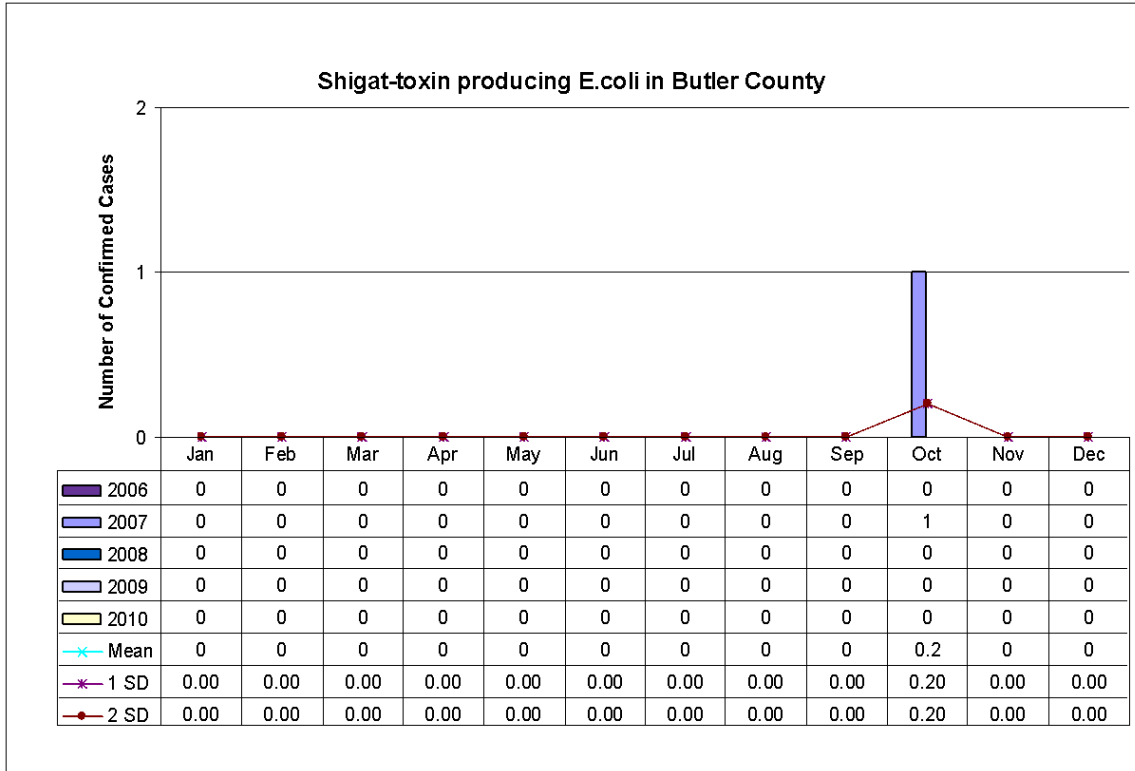 Shigat-toxin producing E.coli in Butler County
Number of Confirmed Cases
2
1
0
Jan Feb Mar Apr May Jun Jul Aug Sep Oct Nov Dec
2006 0 0 0 0 0 0 0 0 0 0 0 0
2007 0 0 0 0 0 0 0 0 0 1 0 0
2008 0 0 0 0 0 0 0 0 0 0 0 0
2009 0 0 0 0 0 0 0 0 0 0 0 0
2010 0 0 0 0 0 0 0 0 0 0 0 0
Mean 0 0 0 0 0 0 0 0 0 0.2 0 0
1 SD 0.00 0.00 0.00 0.00 0.00 0.00 0.00 0.00 0.00 0.20 0.00 0.00
2 SD 0.00 0.00 0.00 0.00 0.00 0.00 0.00 0.00 0.00 0.20 0.00 0.00